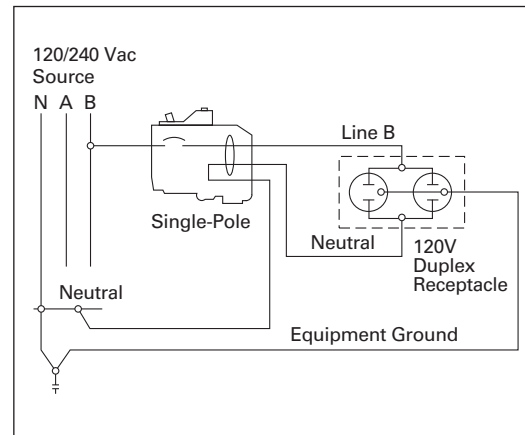 120/240 Vac
Source
N A B
Line B
Single-Pole
Neutral
120V
Duplex
Receptacle
Neutral
Equipment Ground